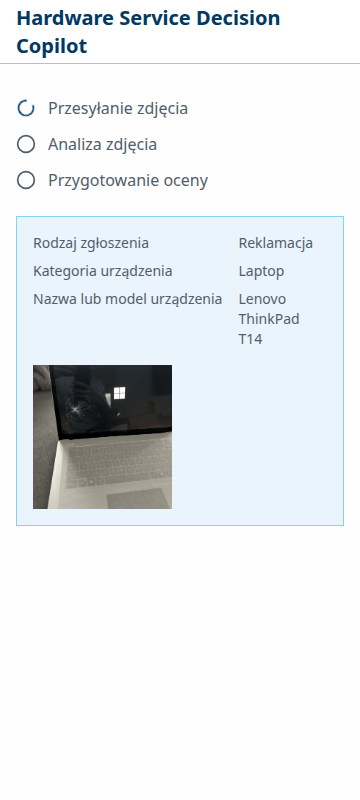 Hardware Service Decision
Copilot
Przesyłanie zdjęcia
Analiza zdjęcia
Przygotowanie oceny
Rodzaj zgłoszenia Reklamacja
Kategoria urządzenia Laptop
Nazwa lub model urządzenia Lenovo
ThinkPad
T14